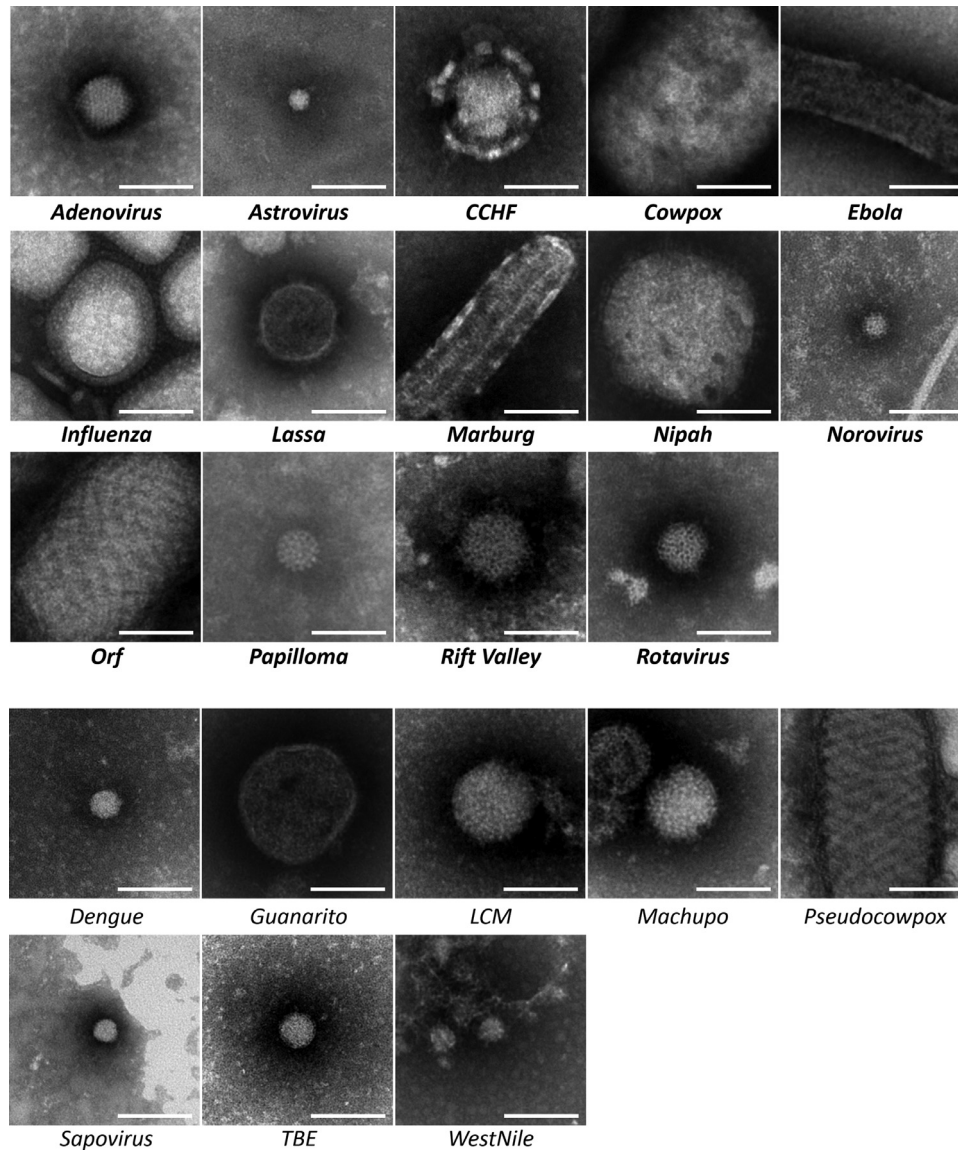 Adenovirus Astrovirus CCHF Cowpox Ebola
Influenza Lassa Marburg Nipah Norovirus
Orf Papilloma Rift Valley Rotavirus
Dengue Guanarito LCM Machupo Pseudocowpox
Sapovirus TBE WestNile